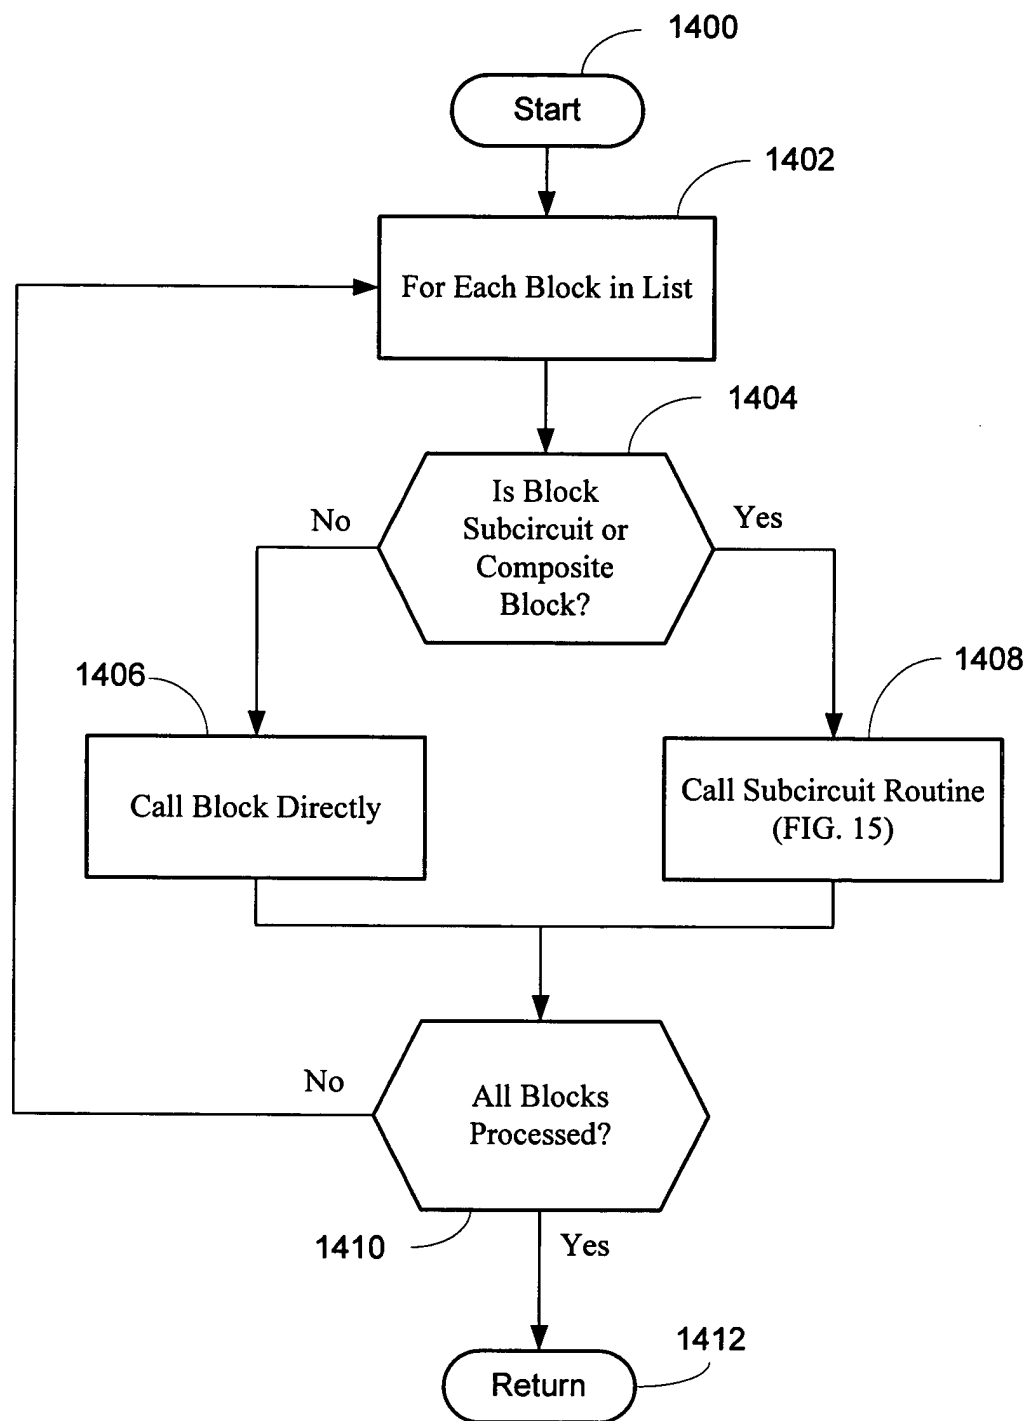 1400
Start
1402
For Each Block in List
1404
Is Block
Subcircuit or
Composite
Block?
No
Yes
1406
1408
Call Block Directly
Call Subcircuit Routine
(FIG. 15)
No
All Blocks
Processed?
1410
Yes
1412
Return